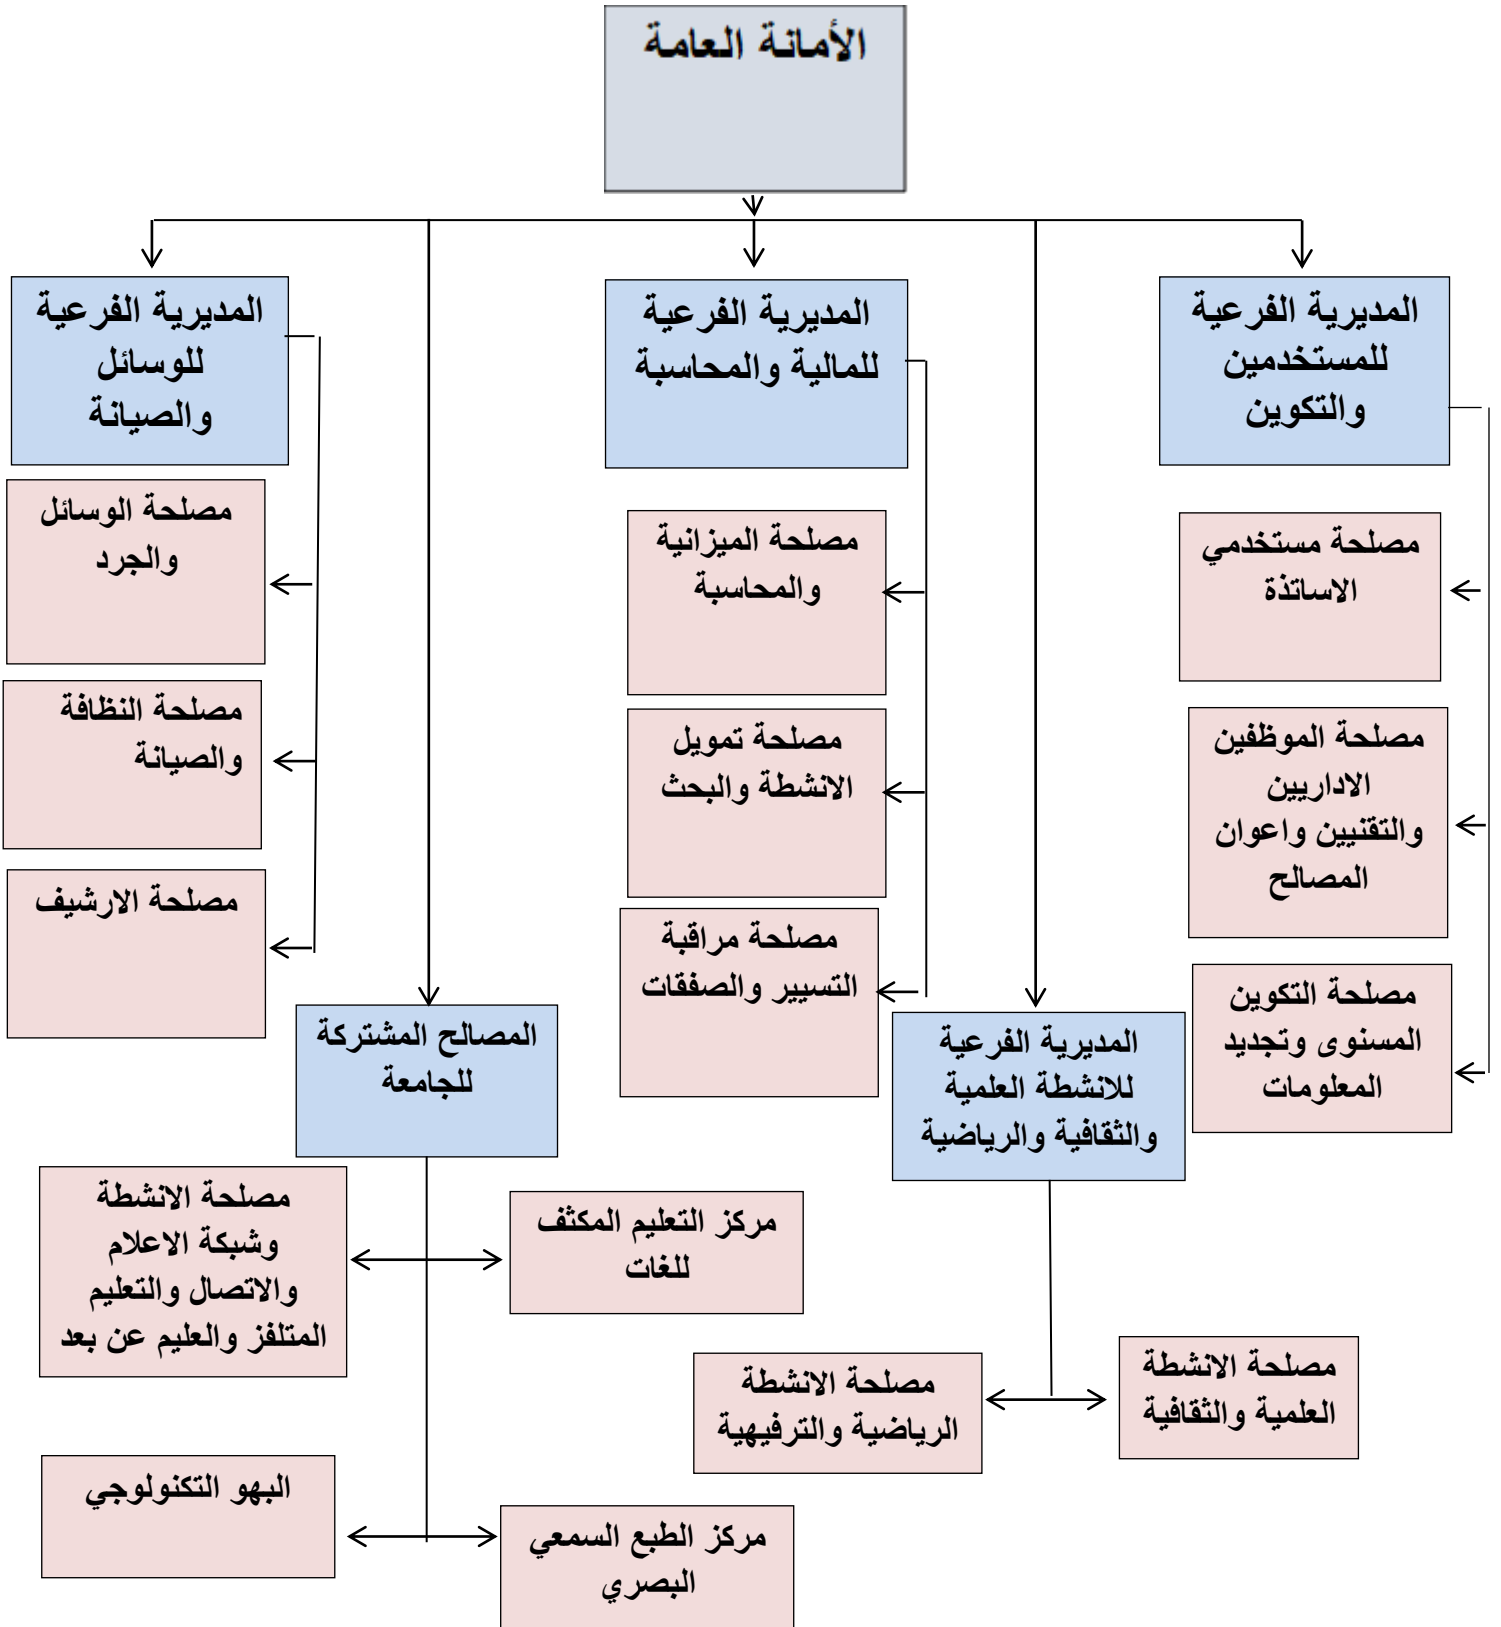 الأمانة العامة
المديرية الفرعية
للمستخدمين
والتكوين
المديرية الفرعية
للمالية والمحاسبة
المديرية الفرعية
للوسائل
والصيانة
مصلحة مستخدمي
الاساتذة
مصلحة الموظفين
الاداريين
والتقنيين واعوان
المصالح
مصلحة التكوين
المسنوى وتجديد
المعلومات
مصلحة الميزانية
والمحاسبة
مصلحة تمويل
الانشطة والبحث
مصلحة مراقبة
التسيير والصفقات
مصلحة الوسائل
والجرد
مصلحة النظافة
والصيانة
مصلحة الارشيف
المديرية الفرعية
للانشطة العلمية
والثقافية والرياضية
المصالح المشتركة
للجامعة
مصلحة الانشطة
العلمية والثقافية
مصلحة الانشطة
الرياضية والترفيهية
مركز التعليم المكثف
للغات
مصلحة الانشطة
وشبكة الاعلام
والاتصال والتعليم
المتلفز والعليم عن بعد
مركز الطبع السمعي
البصري
البهو التكنولوجي